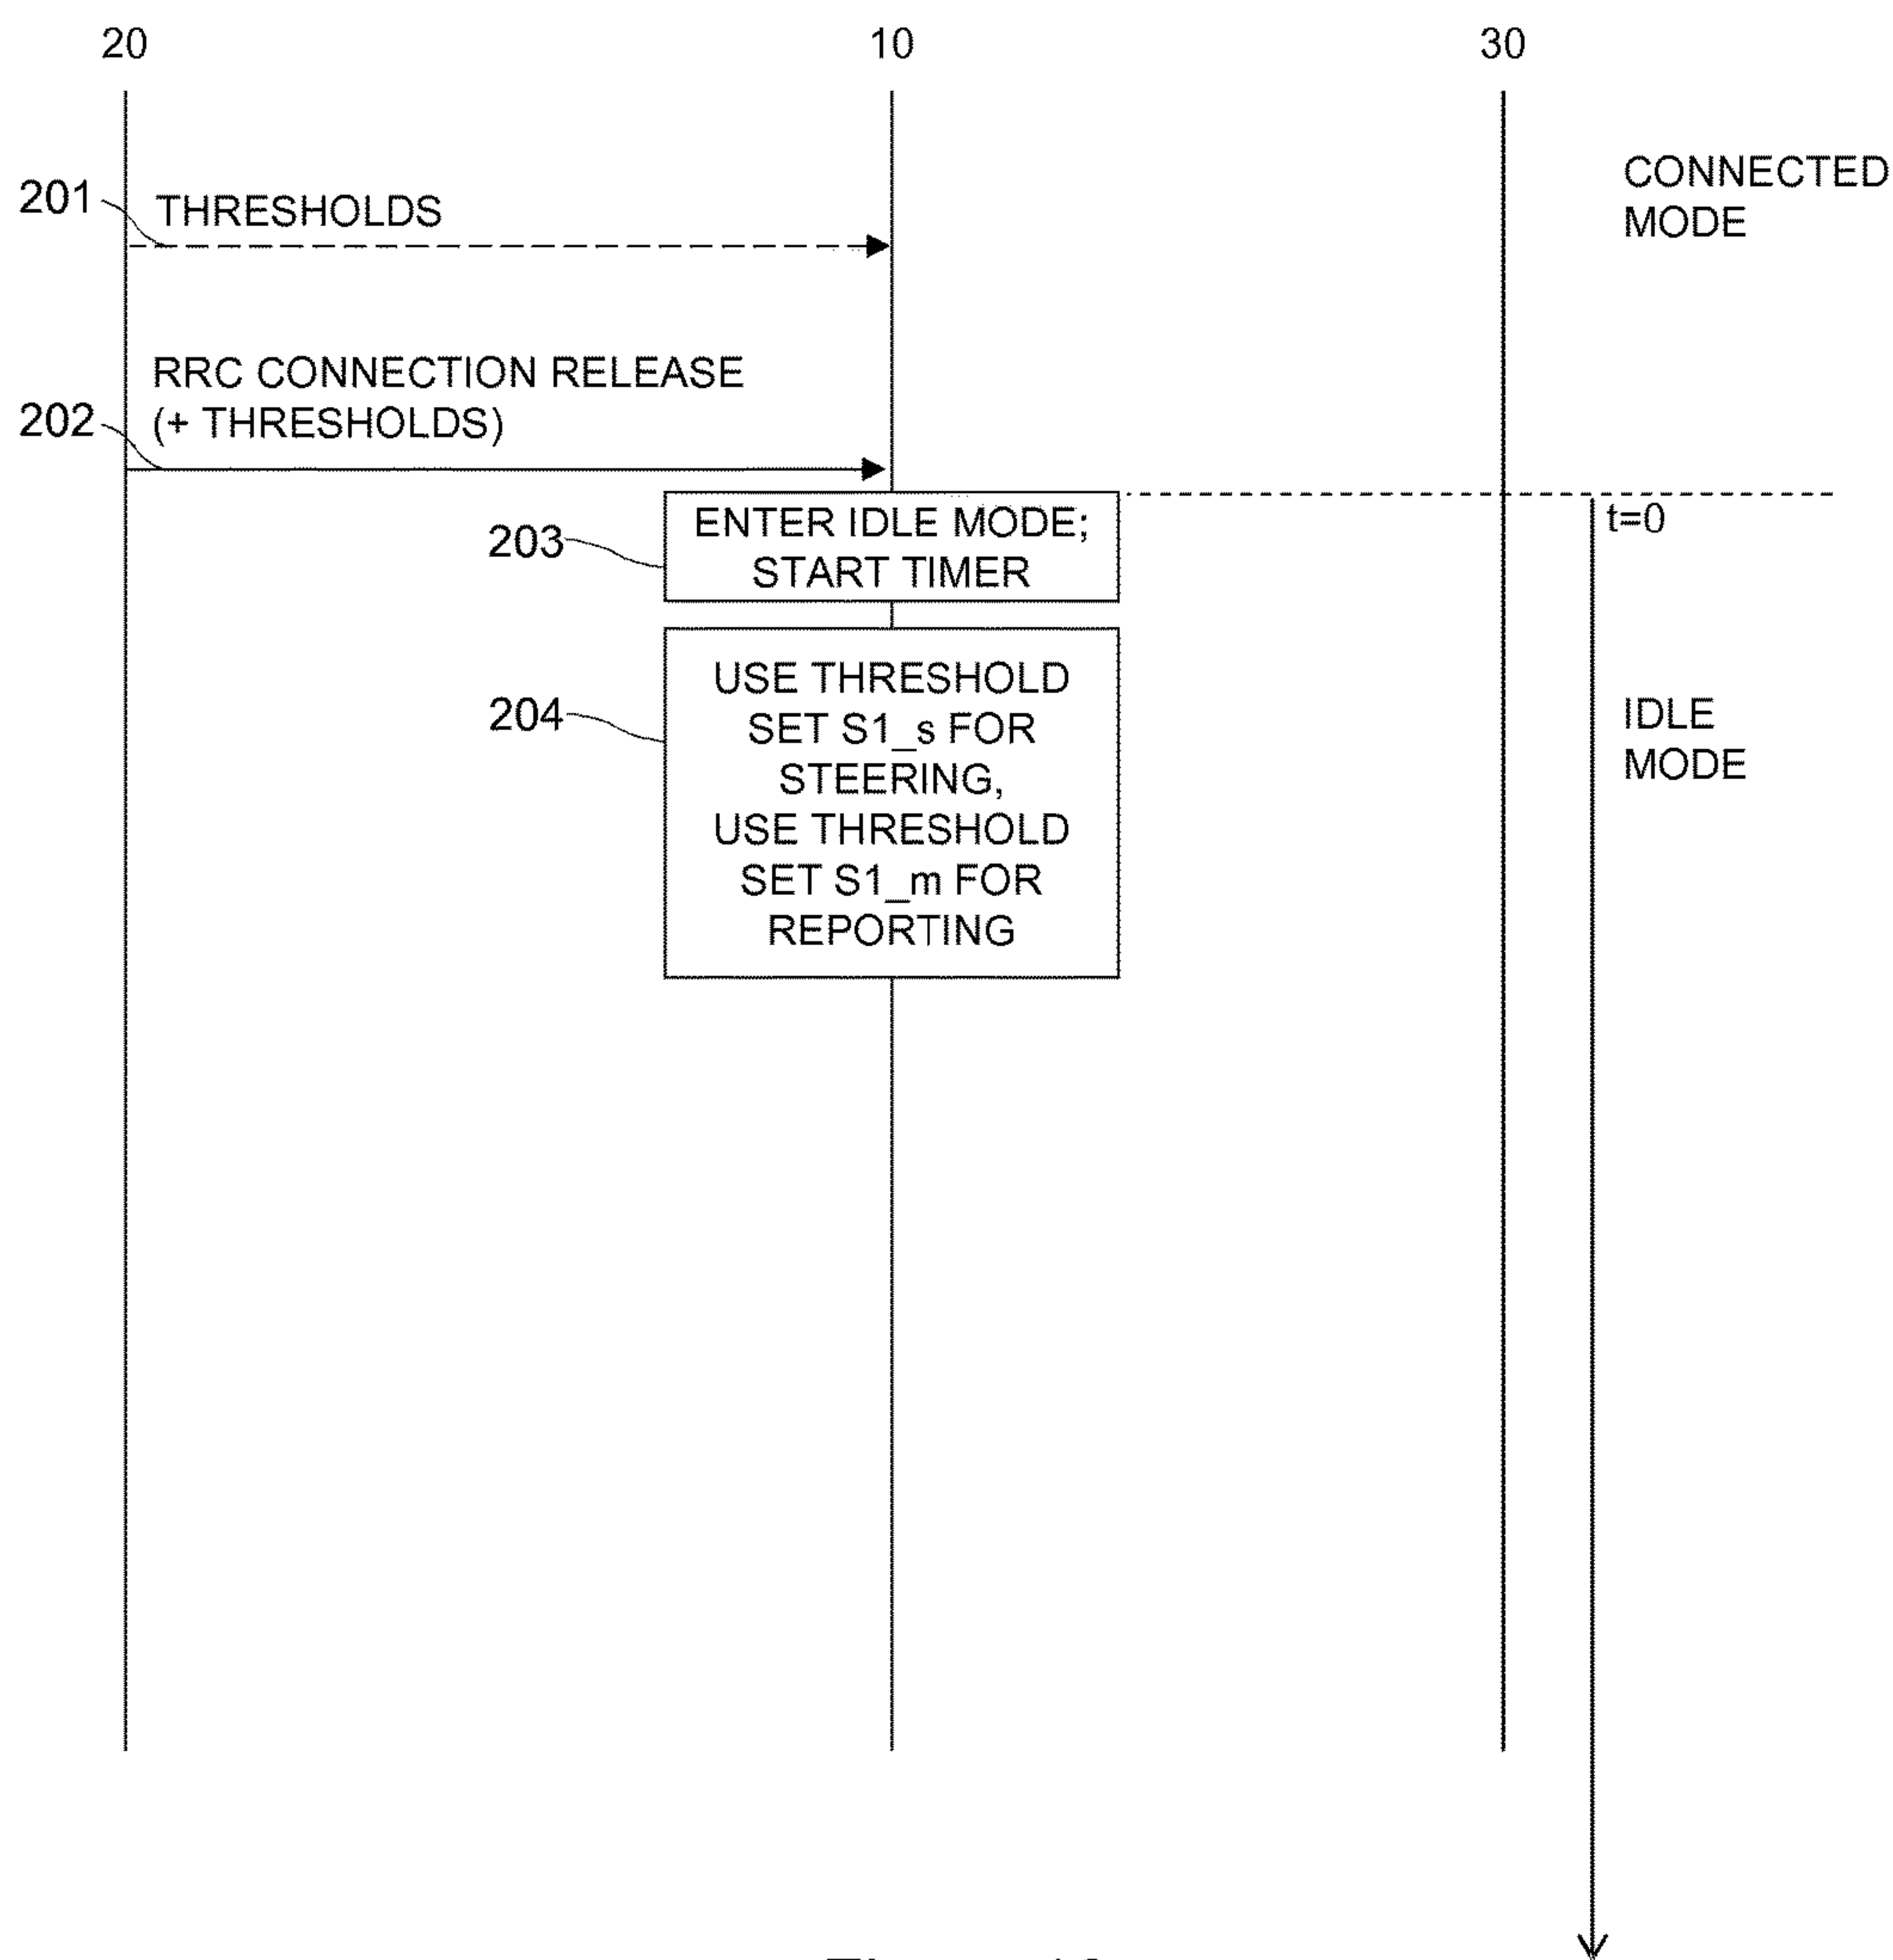 20
10
30
CONNECTED
MODE
201
THRESHOLDS
RRC CONNECTION RELEASE
(+ THRESHOLDS)
202
203
ENTER IDLE MODE;
START TIMER
t=0
204
USE THRESHOLD
SET S1_s FOR
STEERING,
USE THRESHOLD
SET S1_m FOR
REPORTING
IDLE
MODE